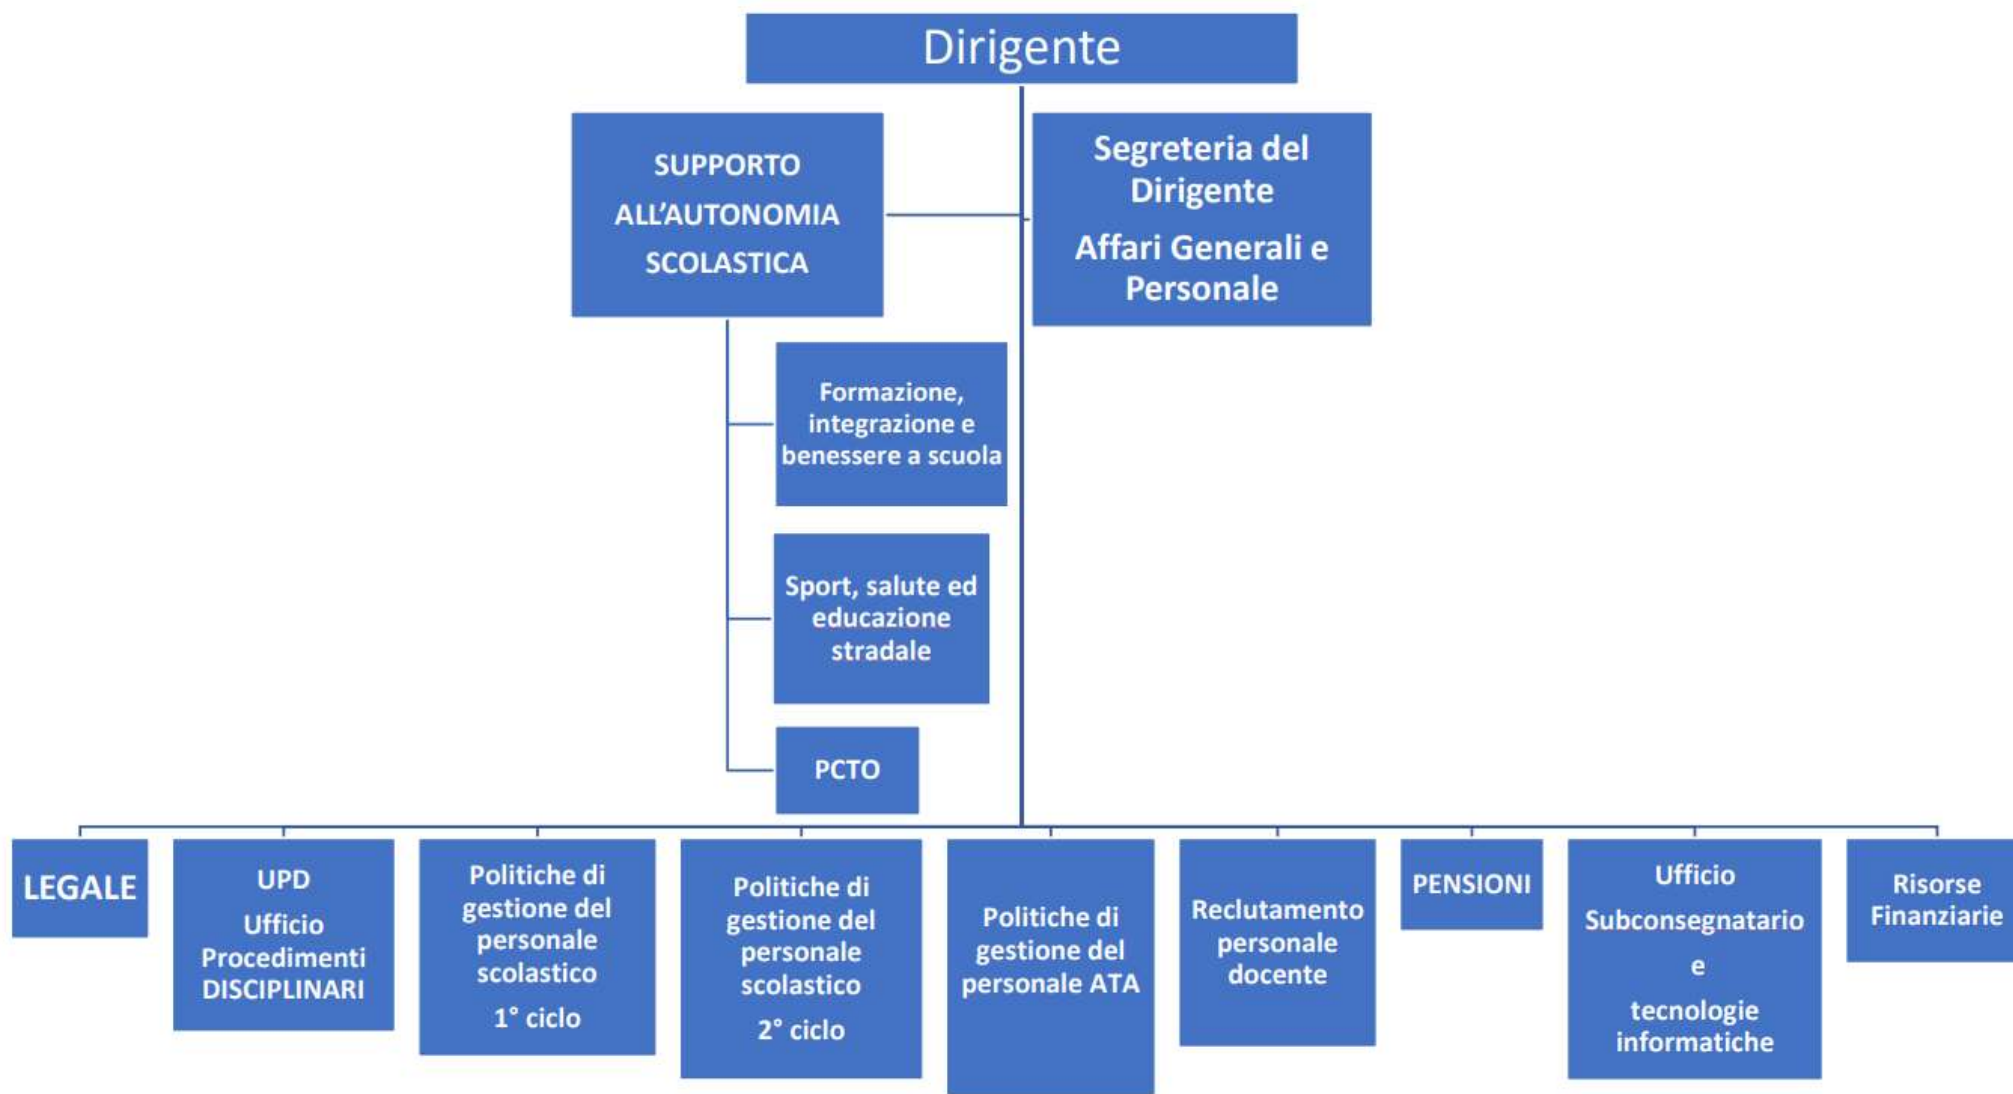 Dirigente
SUPPORTO
ALL’AUTONOMIA
SCOLASTICA
Segreteria del
Dirigente
Affari Generali e
Personale
Formazione,
integrazione e
benessere a scuola
Sport, salute ed
educazione
stradale
PCTO
LEGALE
UPD
Ufficio
Procedimenti
DISCIPLINARI
Politiche di
gestione del
personale
scolastico
1° ciclo
Politiche di
gestione del
personale
scolastico
2° ciclo
Politiche di
gestione del
personale ATA
Reclutamento
personale
docente
PENSIONI
Ufficio
Subconsegnatario
e
tecnologie
informatiche
Risorse
Finanziarie